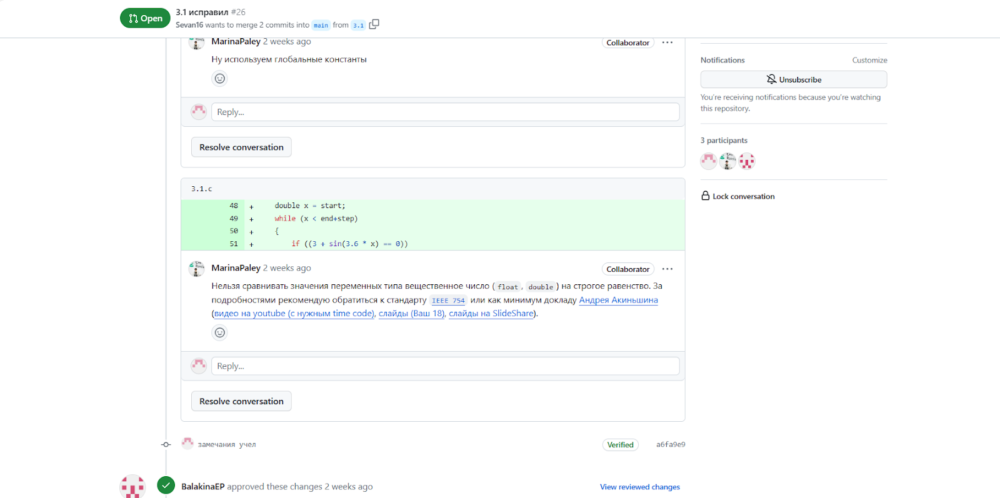 Open
3.1 исправил #26
Sevan16 wants to merge 2 commits into main from 3.1
MarinaPaley 2 weeks ago
Collaborator
Ну используем глобальные константы
Reply...
Resolve conversation
3.1.c
48 + double x = start;
49 + while (x < end+step)
50 + {
51 + if ((3 + sin(3.6 * x) == 0))
MarinaPaley 2 weeks ago
Collaborator
Нельзя сравнивать значения переменных типа вещественное число (float, double) на строгое равенство. За
подробностями рекомендую обратиться к стандарту IEEE 754 или как минимум докладу Андрея Акиньшина
(видео на youtube (с нужным time code), слайды (Ваш 18), слайды на SlideShare).
Reply...
Resolve conversation
замечания учел
Verified
a6fa9e9
BalakinaEP approved these changes 2 weeks ago
View reviewed changes
Notifications
Customize
Unsubscribe
You're receiving notifications because you're watching
this repository.
3 participants
Lock conversation